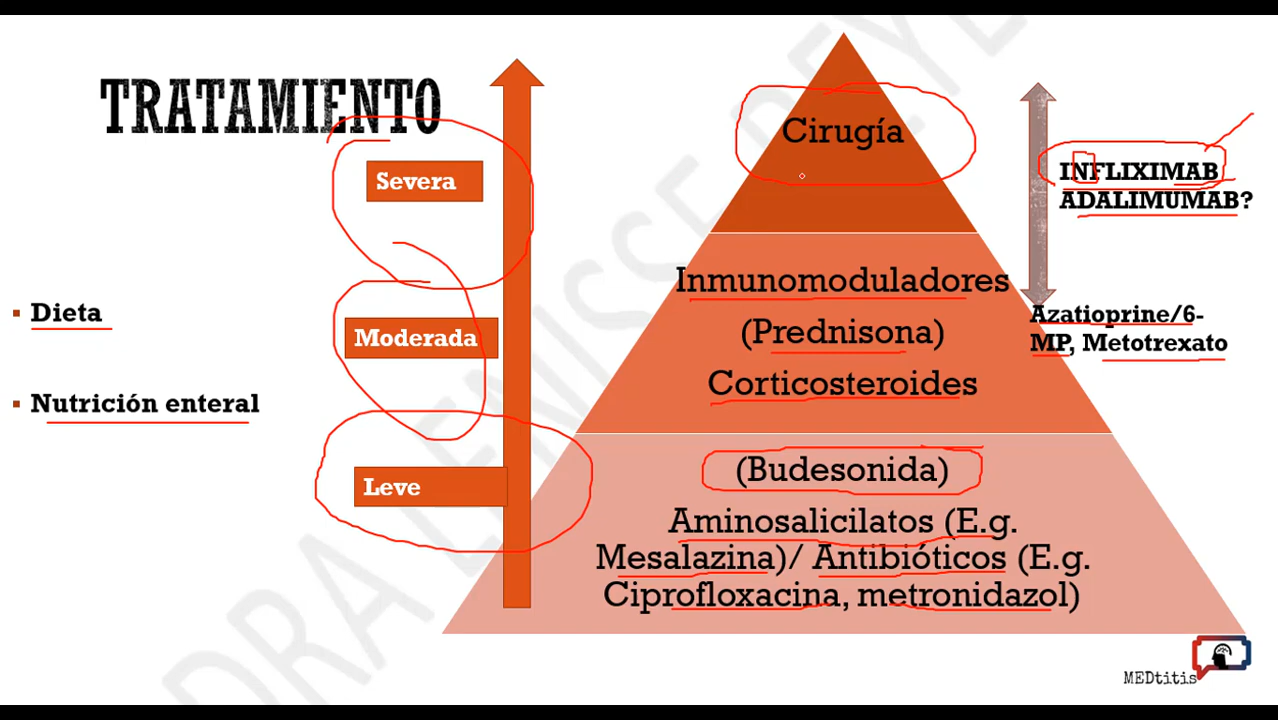 TRATAMIENTO
Severa
Moderada
Leve
▪ Dieta
▪ Nutrición enteral
Cirugía
Inmunomoduladores
(Prednisona)
Corticosteroides
(Budesonida)
Aminosalicilatos (E.g.
Mesalazina)/ Antibióticos (E.g.
Ciprofloxacina, metronidazol)
INFLIXIMAB
ADALIMUMAB?
Azatioprine/6-
MP, Metotrexato
MEDtitis